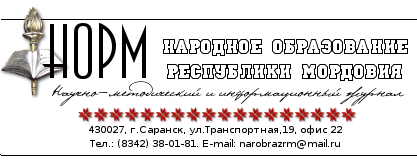 НОРМ
НАРОДНОЕ ОБРАЗОВАНИЕ
РЕСПУБЛИКИ МОРДОВИЯ
Научно-методический и информационный журнал
430027, г.Саранск, ул.Транспортная,19, офис 22
Тел.: (8342) 38-01-81. E-mail: narobrazrm@mail.ru